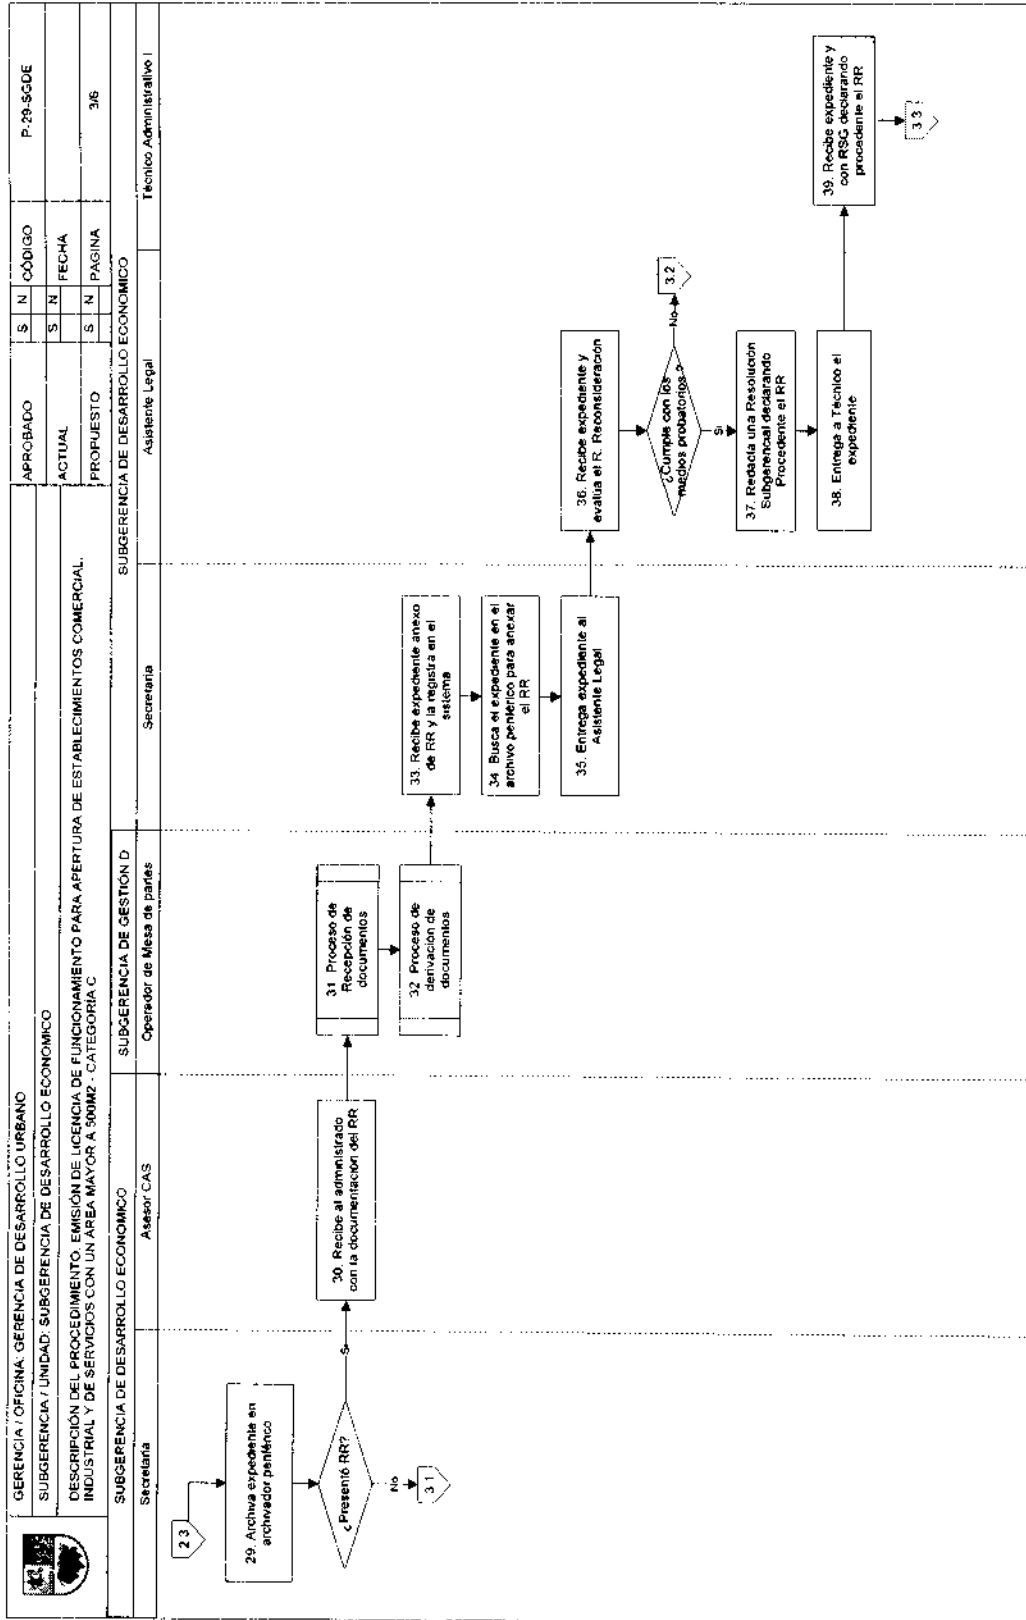 GERENCIA / OFICINA: GERENCIA DE DESARROLLO URBANO
APROBADO
S
N
CÓDIGO
P-29-SGDE
SUBGERENCIA / UNIDAD: SUBGERENCIA DE DESARROLLO ECONOMICO
ACTUAL
S
N
FECHA
DESCRIPCIÓN DEL PROCEDIMIENTO. EMISIÓN DE LICENCIA DE FUNCIONAMIENTO PARA APERTURA DE ESTABLECIMIENTOS COMERCIAL,
INDUSTRIAL Y DE SERVICIOS CON UN ÁREA MAYOR A 500M2 - CATEGORÍA C
PROPUESTO
S
N
PAGINA
3/6
SUBGERENCIA DE DESARROLLO ECONOMICO
SUBGERENCIA DE GESTIÓN D
SUBGERENCIA DE DESARROLLO ECONOMICO
Secretaria
Asesor CAS
Operador de Mesa de partes
Secretaria
Asistente Legal
Técnico Administrativo I
2 3
29. Archiva expediente en
archivador periférico
¿Presentó RR?
Si
No
3 1
30. Recibe al administrado
con la documentación del RR
31 Proceso de
Recepción de
documentos
32 Proceso de
derivación de
documentos
33. Recibe expediente anexo
de RR y la registra en el
sistema
34 Busca el expediente en el
archivo periférico para anexar
el RR
35. Entrega expediente al
Asistente Legal
36. Recibe expediente y
evalúa el R. Reconsideración
¿Cumple con los
medios probatorios ?
No
3.2
Si
37. Redacta una Resolución
Subgerencial declarando
Procedente el RR
38. Entrega a Técnico el
expediente
39. Recibe expediente y
con RSG declarando
procedente el RR
3 3